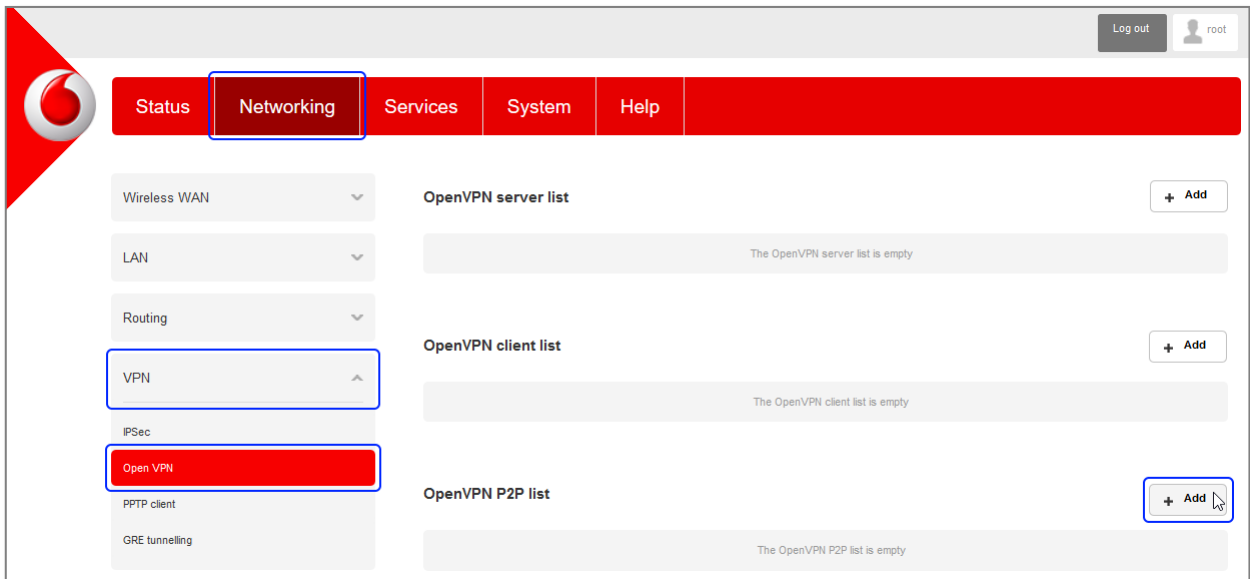 Log out
root
Status
Networking
Services
System
Help
Wireless WAN
LAN
Routing
VPN
IPSec
Open VPN
PPTP client
GRE tunnelling
OpenVPN server list
+ Add
The OpenVPN server list is empty
OpenVPN client list
+ Add
The OpenVPN client list is empty
OpenVPN P2P list
+ Add
The OpenVPN P2P list is empty